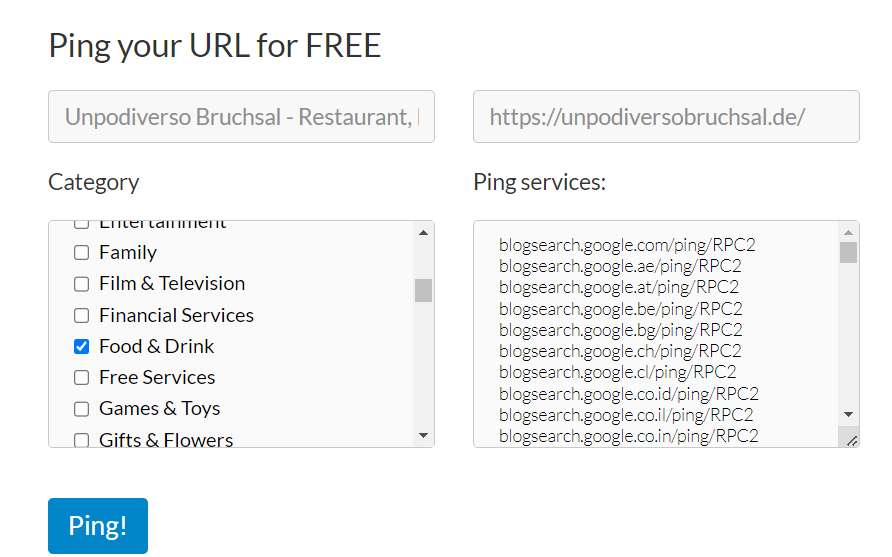 Ping your URL for FREE
Unpodiverso Bruchsal - Restaurant,
https://unpodiversobruchsal.de/
Category
Ping services:
Entertainment
Family
Film & Television
Financial Services
Food & Drink
Free Services
Games & Toys
Gifts & Flowers
blogsearch.google.com/ping/RPC2
blogsearch.google.ae/ping/RPC2
blogsearch.google.at/ping/RPC2
blogsearch.google.be/ping/RPC2
blogsearch.google.bg/ping/RPC2
blogsearch.google.ch/ping/RPC2
blogsearch.google.cl/ping/RPC2
blogsearch.google.co.id/ping/RPC2
blogsearch.google.co.il/ping/RPC2
blogsearch.google.co.in/ping/RPC2
Ping!